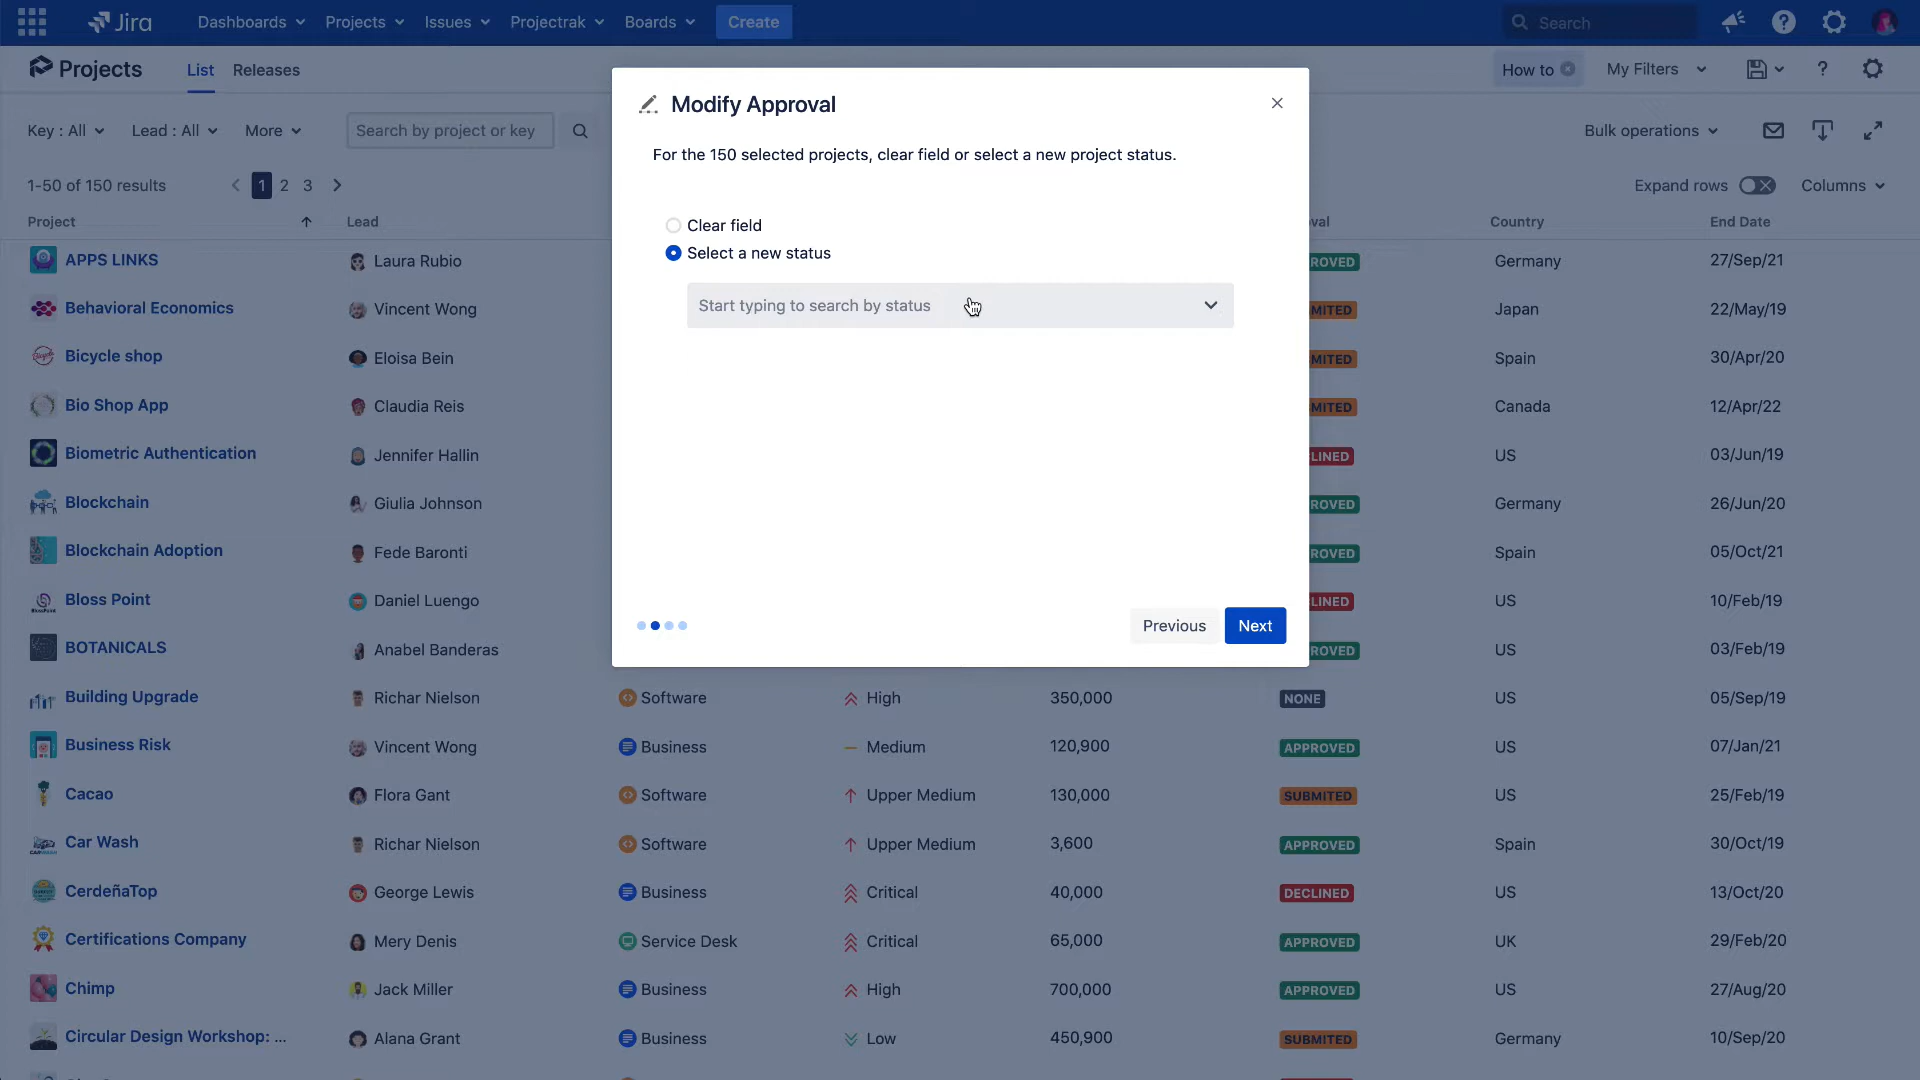 Jira Dashboards Projects Issues Projectrak Boards Create Search
Projects List Releases How to My Filters ?
Modify Approval
Key : All Lead : All More Search by project or key Bulk operations
For the 150 selected projects, clear field or select a new project status.
1-50 of 150 results 1 2 3 Expand rows Columns
Project Lead val Country End Date
Clear field
Select a new status
Start typing to search by status
APPS LINKS Laura Rubio ROVED Germany 27/Sep/21
Behavioral Economics Vincent Wong MITED Japan 22/May/19
Bicycle shop Eloisa Bein MITED Spain 30/Apr/20
Bio Shop App Claudia Reis MITED Canada 12/Apr/22
Biometric Authentication Jennifer Hallin LINED US 03/Jun/19
Blockchain Giulia Johnson ROVED Germany 26/Jun/20
Blockchain Adoption Fede Baronti ROVED Spain 05/Oct/21
Bloss Point Daniel Luengo LINED US 10/Feb/19
Previous Next
BOTANICALS Anabel Banderas ROVED US 03/Feb/19
Building Upgrade Richar Nielson Software High 350,000 NONE US 05/Sep/19
Business Risk Vincent Wong Business Medium 120,900 APPROVED US 07/Jan/21
Cacao Flora Gant Software Upper Medium 130,000 SUBMITED US 25/Feb/19
Car Wash Richar Nielson Software Upper Medium 3,600 APPROVED Spain 30/Oct/19
CerdeñaTop George Lewis Business Critical 40,000 DECLINED US 13/Oct/20
Certifications Company Mery Denis Service Desk Critical 65,000 APPROVED UK 29/Feb/20
Chimp Jack Miller Business High 700,000 APPROVED US 27/Aug/20
Circular Design Workshop: ... Alana Grant Business Low 450,900 SUBMITED Germany 10/Sep/20